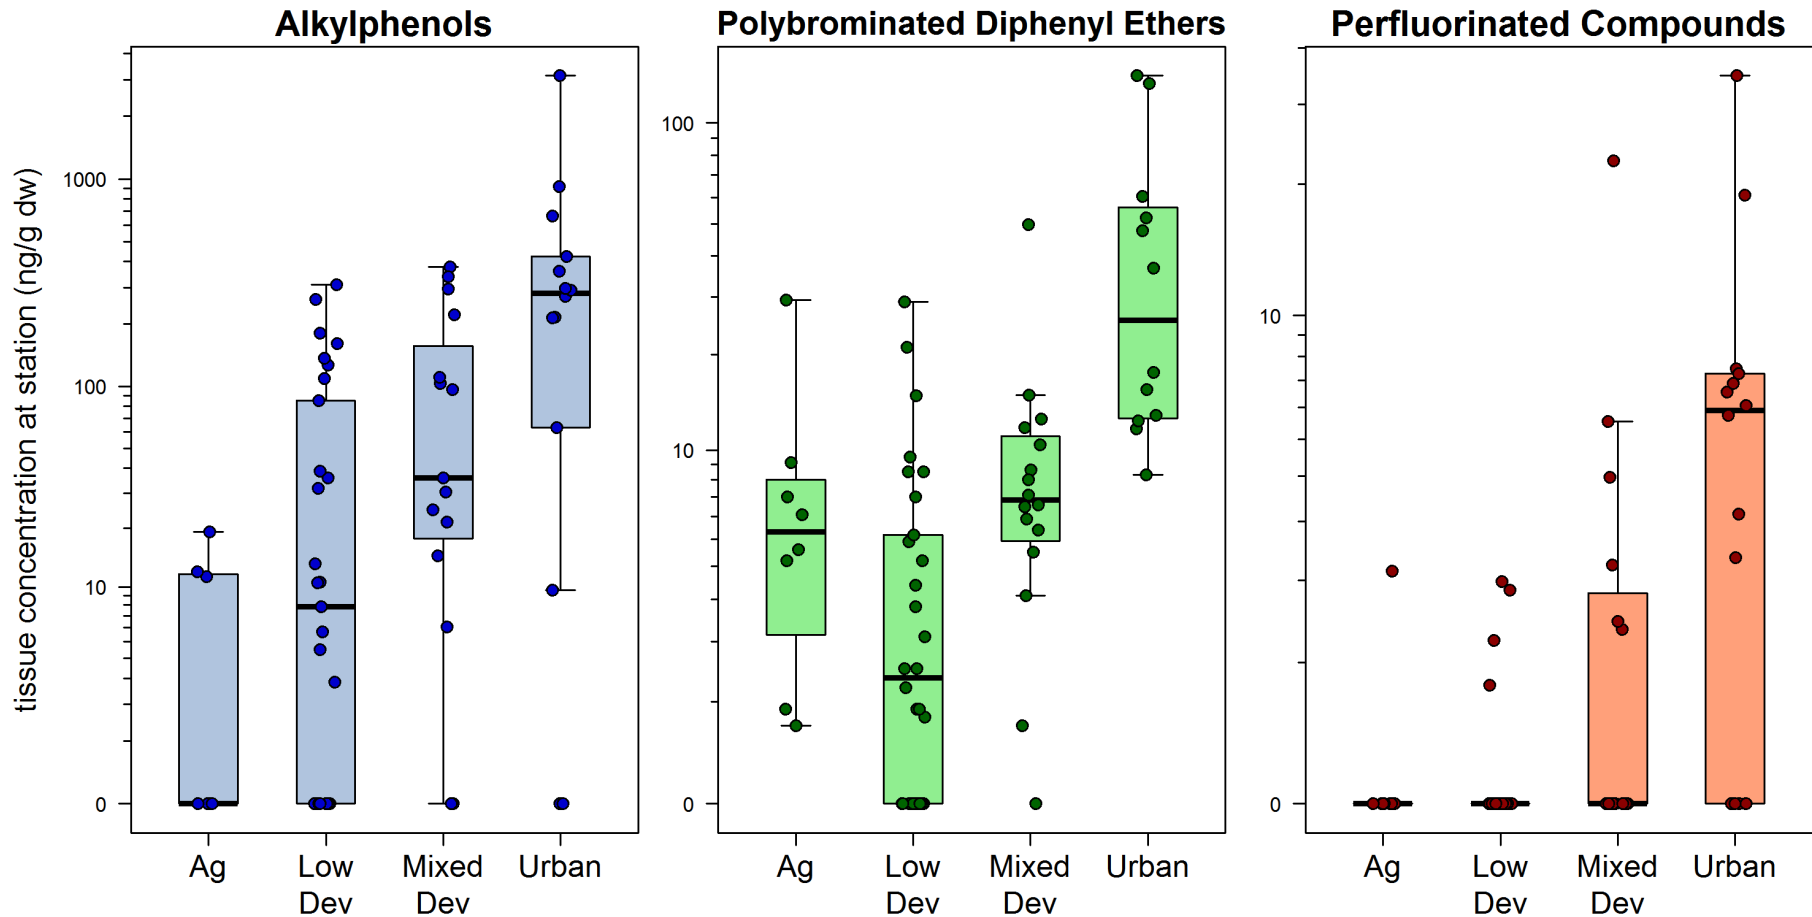 Alkylphenols
Polybrominated Diphenyl Ethers
Perfluorinated Compounds
tissue concentration at station (ng/g dw)
1000
100
10
0
Ag
Low
Dev
Mixed
Dev
Urban
100
10
0
Ag
Low
Dev
Mixed
Dev
Urban
10
0
Ag
Low
Dev
Mixed
Dev
Urban